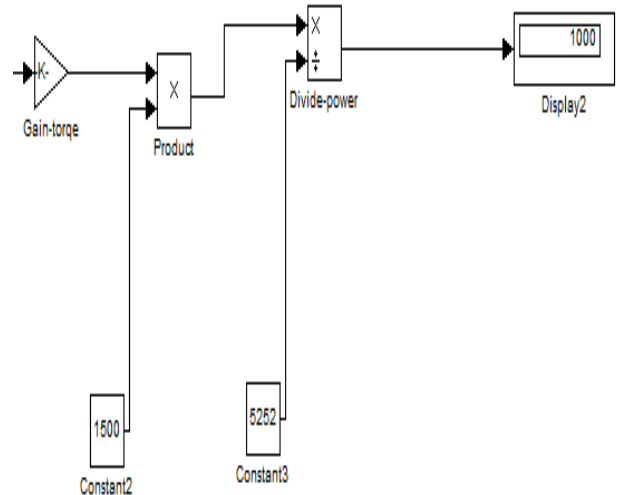 1000
-K-
Divide-power
Display2
Gain-torqe
Product
1500
5252
Constant2
Constant3